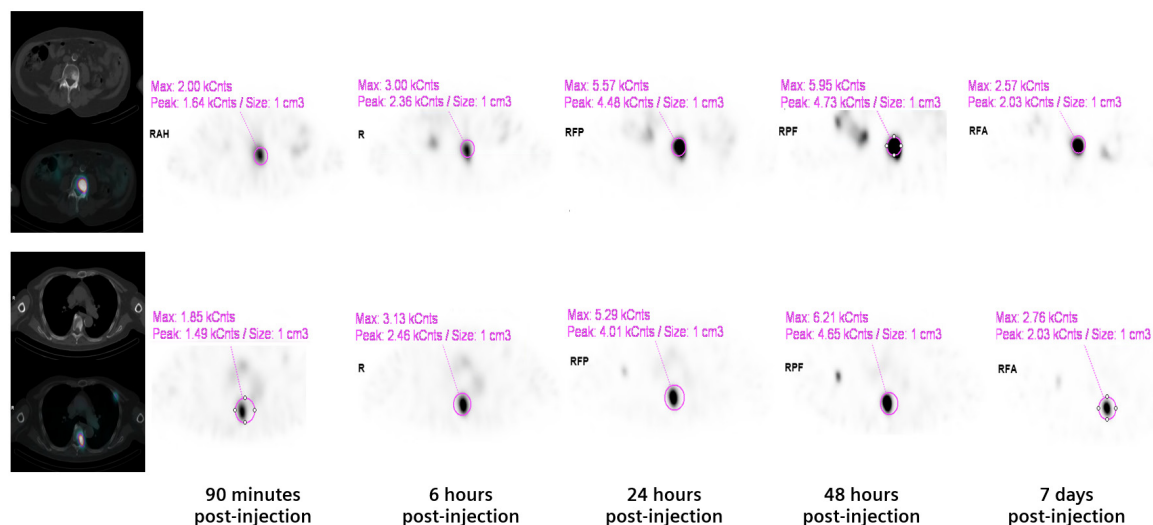 Max: 2.00 kCnts
Peak: 1.64 kCnts / Size: 1 cm3
RAH
Max: 3.00 kCnts
Peak: 2.36 kCnts / Size: 1 cm3
R
Max: 5.57 kCnts
Peak: 4.48 kCnts / Size: 1 cm3
RFP
Max: 5.95 kCnts
Peak: 4.73 kCnts / Size: 1 cm3
RPF
Max: 2.57 kCnts
Peak: 2.03 kCnts / Size: 1 cm3
RFA
Max: 1.85 kCnts
Peak: 1.49 kCnts / Size: 1 cm3
Max: 3.13 kCnts
Peak: 2.46 kCnts / Size: 1 cm3
R
Max: 5.29 kCnts
Peak: 4.01 kCnts / Size: 1 cm3
RFP
Max: 6.21 kCnts
Peak: 4.65 kCnts / Size: 1 cm3
RPF
Max: 2.76 kCnts
Peak: 2.03 kCnts / Size: 1 cm3
RFA
90 minutes
post-injection
6 hours
post-injection
24 hours
post-injection
48 hours
post-injection
7 days
post-injection